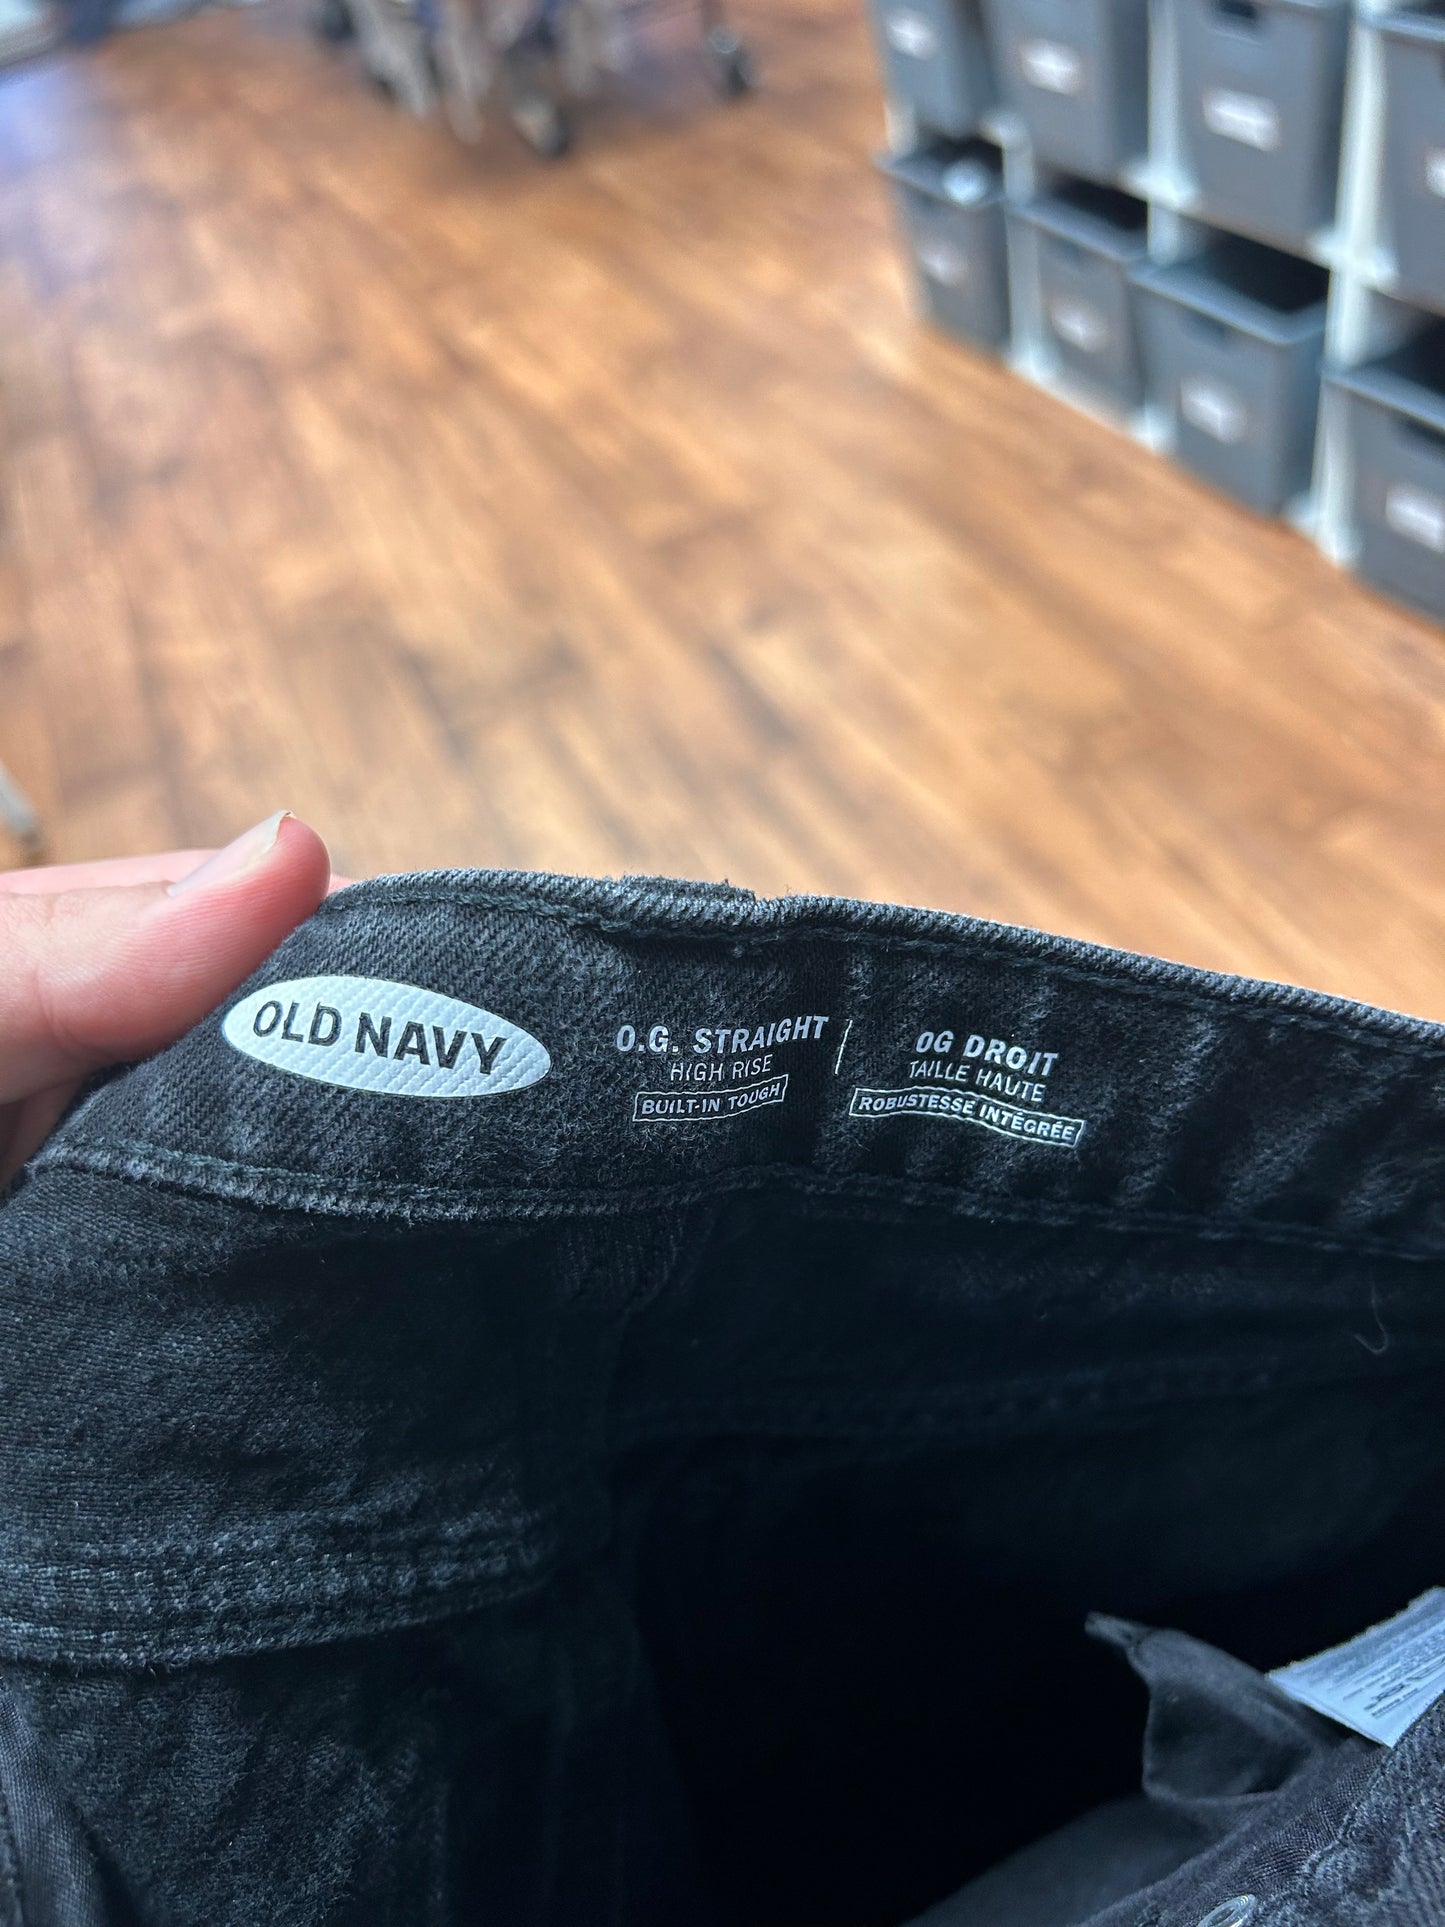 OLD NAVY
O.G. STRAIGHT
HIGH RISE
BUILT-IN TOUGH
OG DROIT
TAILLE HAUTE
ROBUSTESSE INTÉGRÉE